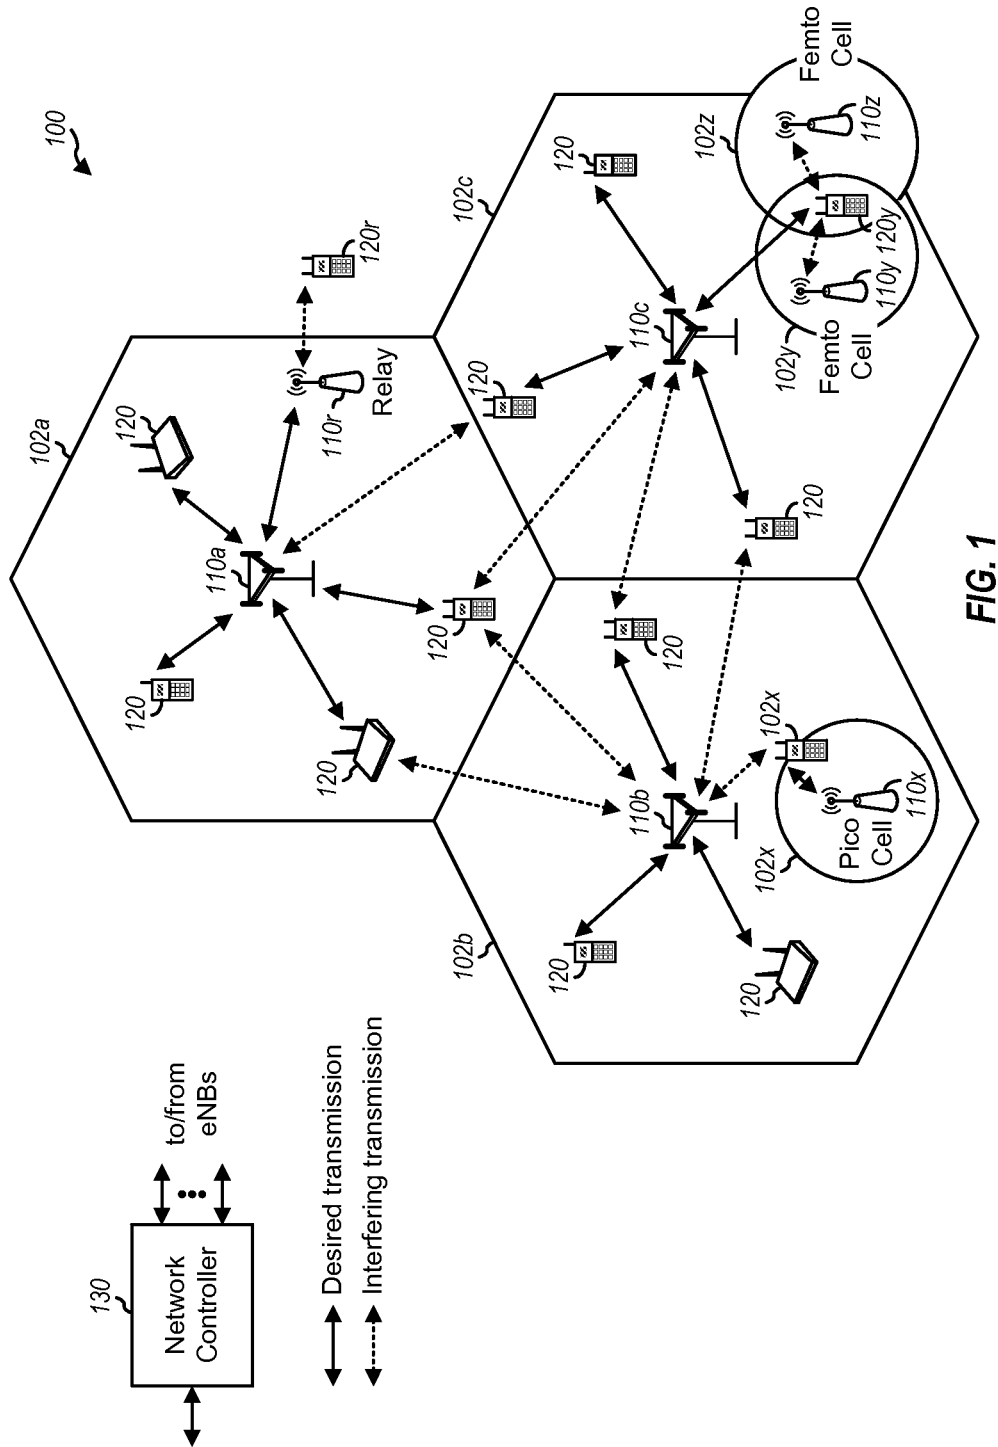 100
130
Network
Controller
to/from
eNBs
Desired transmission
Interfering transmission
102a
120
120
110a
120
120
110r
Relay
120r
102b
120
110b
120
120
102x
Pico
Cell
110x
102x
102c
120
120
110c
120
102y
Femto
Cell
110y
120y
102z
110z
Femto
Cell
FIG. 1